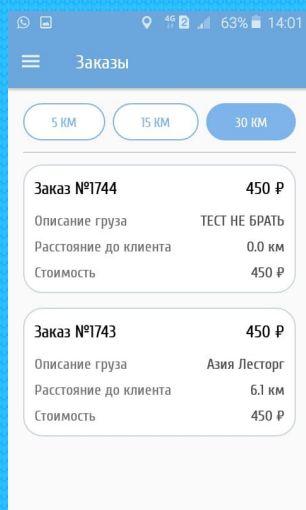 4G 2 63% 14:01
Заказы
5 КМ 15 КМ 30 КМ
Заказ №1744 450 ₽
Описание груза ТЕСТ НЕ БРАТЬ
Расстояние до клиента 0.0 км
Стоимость 450 ₽
Заказ №1743 450 ₽
Описание груза Азия Лесторг
Расстояние до клиента 6.1 км
Стоимость 450 ₽